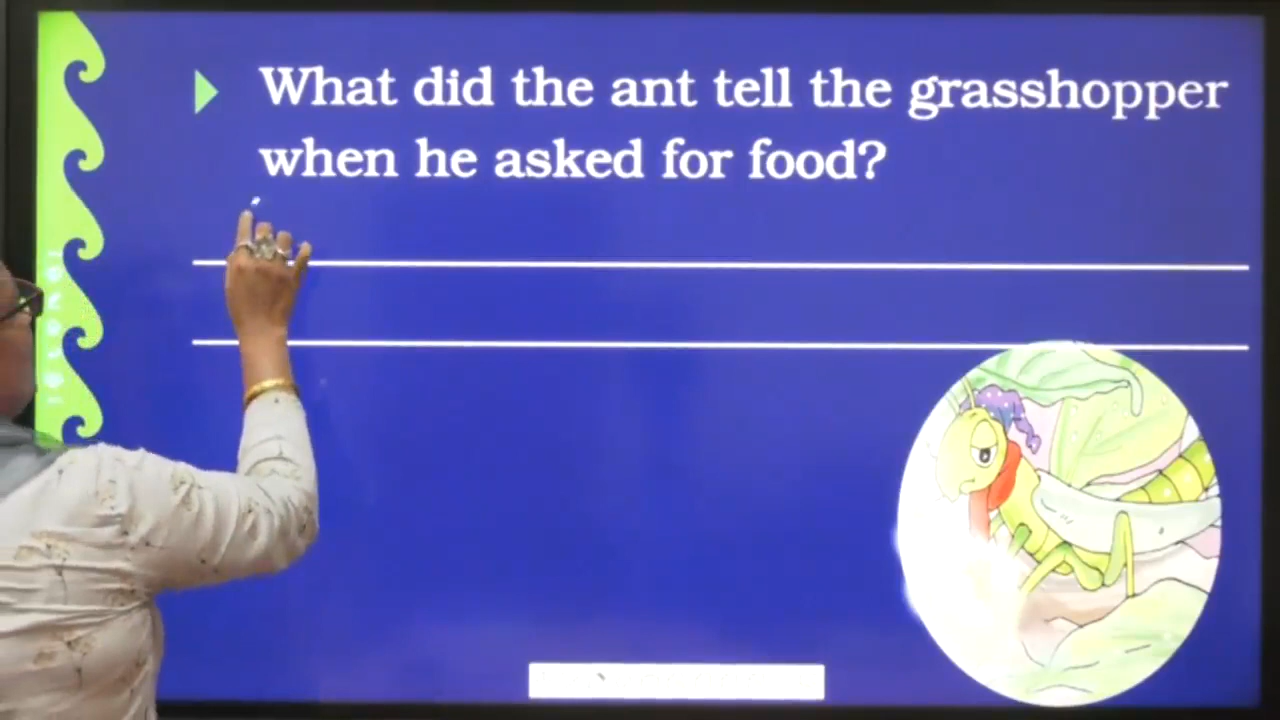 What did the ant tell the grasshopper
when he asked for food?